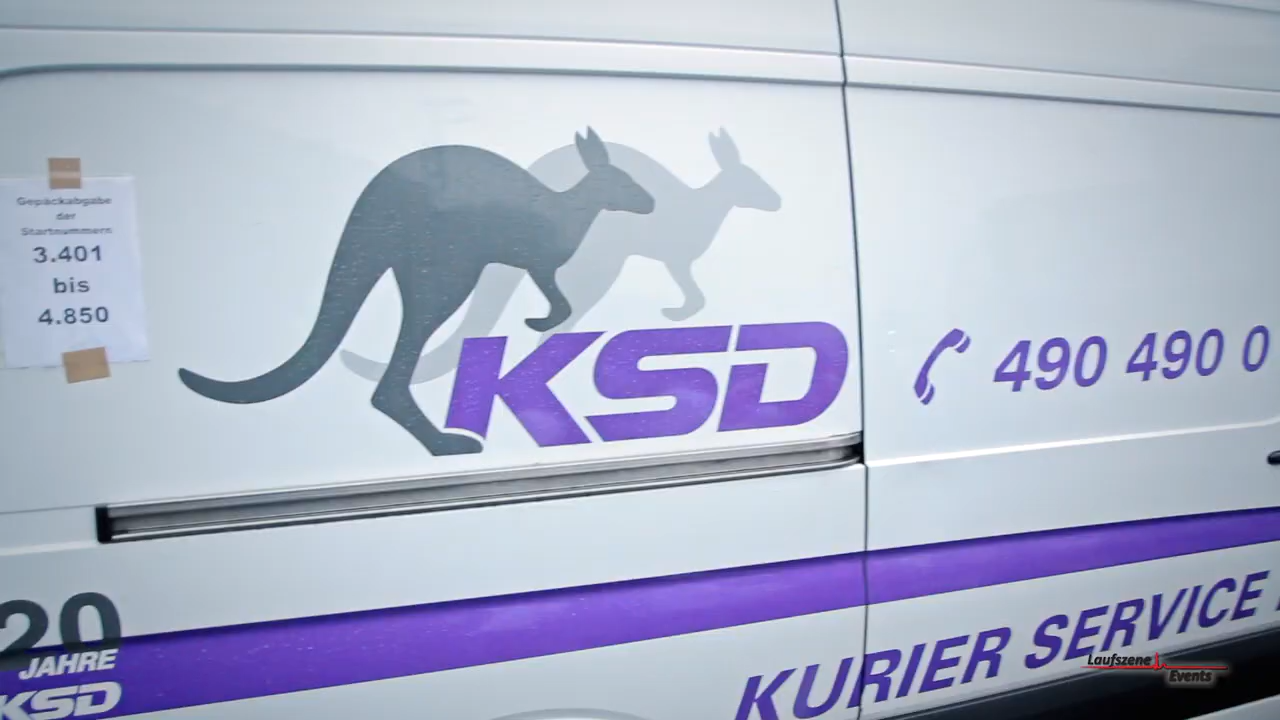 Gepäckabgabe
der
Startnummern
3.401
bis
4.850
KSD
490 490 0
20
JAHRE
KSD
KURIER SERVICE
Laufszene
Events